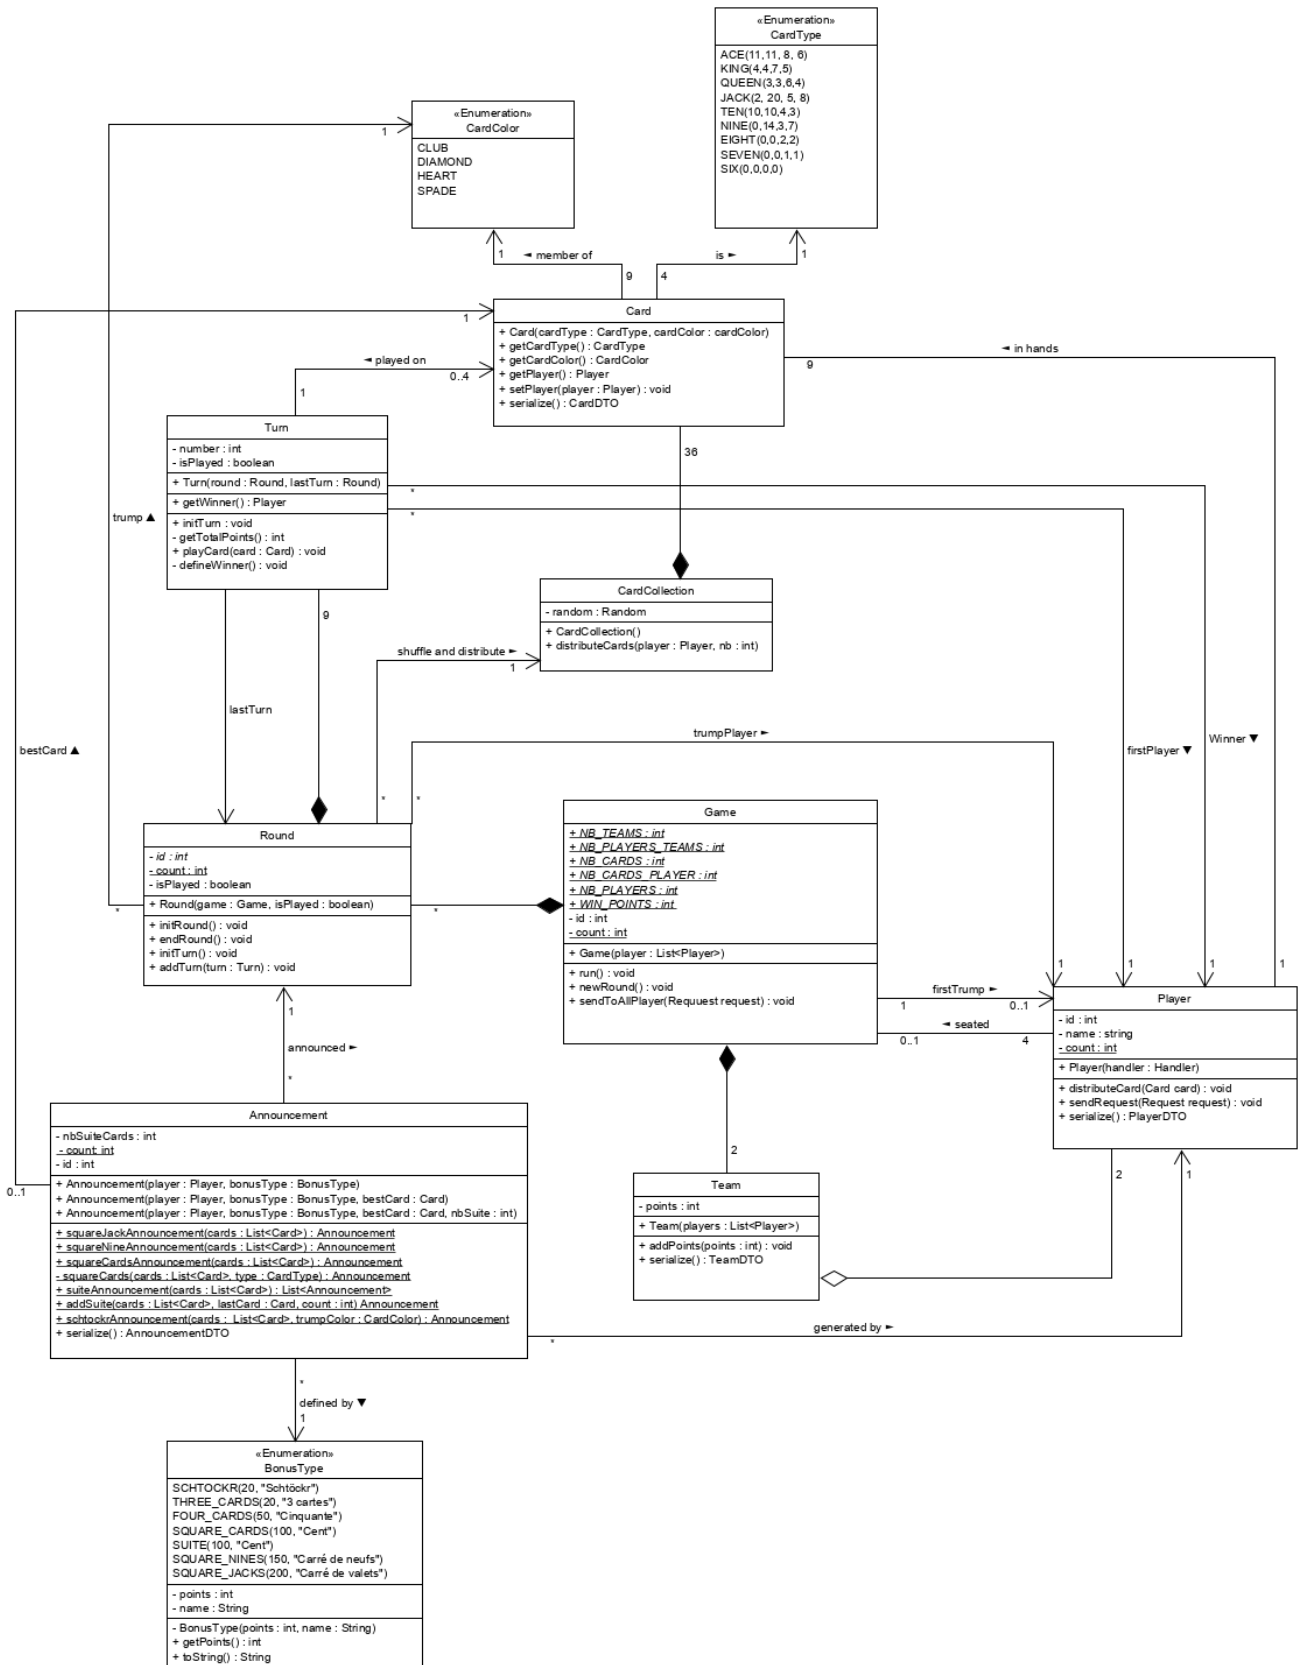 «Enumeration»
CardType
ACE(11,11, 8, 6)
KING(4,4,7,5)
QUEEN(3,3,6,4)
JACK(2, 20, 5, 8)
TEN(10,10,4,3)
NINE(0,14,3,7)
EIGHT(0,0,2,2)
SEVEN(0,0,1,1)
SIX(0,0,0,0)
«Enumeration»
CardColor
CLUB
DIAMOND
HEART
SPADE
1
1
◄ member of
is ►
1
9
4
Card
+ Card(cardType : CardType, cardColor : cardColor)
+ getCardType() : CardType
+ getCardColor() : CardColor
+ getPlayer() : Player
+ setPlayer(player : Player) : void
+ serialize() : CardDTO
1
◄ played on
0..4
1
◄ in hands
9
36
Turn
- number : int
- isPlayed : boolean
+ Turn(round : Round, lastTurn : Round)
+ getWinner() : Player
+ initTurn : void
- getTotalPoints() : int
+ playCard(card : Card) : void
- defineWinner() : void
*
*
trump ▲
9
CardCollection
- random : Random
+ CardCollection()
+ distributeCards(player : Player, nb : int)
shuffle and distribute ►
1
lastTurn
bestCard ▲
trumpPlayer ►
firstPlayer ▼
Winner ▼
*
*
Round
- id : int
- count : int
- isPlayed : boolean
+ Round(game : Game, isPlayed : boolean)
+ initRound() : void
+ endRound() : void
+ initTurn() : void
+ addTurn(turn : Turn) : void
*
*
Game
+ NB_TEAMS : int
+ NB_PLAYERS_TEAMS : int
+ NB_CARDS : int
+ NB_CARDS_PLAYER : int
+ NB_PLAYERS : int
+ WIN_POINTS : int
- id : int
- count : int
+ Game(player : List<Player>)
+ run() : void
+ newRound() : void
+ sendToAllPlayer(Requuest request) : void
1
1
1
1
firstTrump ►
1
0..1
◄ seated
0..1
4
Player
- id : int
- name : string
- count : int
+ Player(handler : Handler)
+ distributeCard(Card card) : void
+ sendRequest(Request request) : void
+ serialize() : PlayerDTO
1
announced ►
*
2
2
1
Announcement
- nbSuiteCards : int
- count: int
- id : int
+ Announcement(player : Player, bonusType : BonusType)
+ Announcement(player : Player, bonusType : BonusType, bestCard : Card)
+ Announcement(player : Player, bonusType : BonusType, bestCard : Card, nbSuite : int)
+ squareJackAnnouncement(cards : List<Card>) : Announcement
+ squareNineAnnouncement(cards : List<Card>) : Announcement
+ squareCardsAnnouncement(cards : List<Card>) : Announcement
- squareCards(cards : List<Card>, type : CardType) : Announcement
+ suiteAnnouncement(cards : List<Card>) : List<Announcement>
+ addSuite(cards : List<Card>, lastCard : Card, count : int) Announcement
+ schtockrAnnouncement(cards : List<Card>, trumpColor : CardColor) : Announcement
+ serialize() : AnnouncementDTO
0..1
Team
- points : int
+ Team(players : List<Player>)
+ addPoints(points : int) : void
+ serialize() : TeamDTO
generated by ►
*
*
defined by ▼
1
«Enumeration»
BonusType
SCHTOCKR(20, "Schtöckr")
THREE_CARDS(20, "3 cartes")
FOUR_CARDS(50, "Cinquante")
SQUARE_CARDS(100, "Cent")
SUITE(100, "Cent")
SQUARE_NINES(150, "Carré de neufs")
SQUARE_JACKS(200, "Carré de valets")
- points : int
- name : String
- BonusType(points : int, name : String)
+ getPoints() : int
+ toString() : String